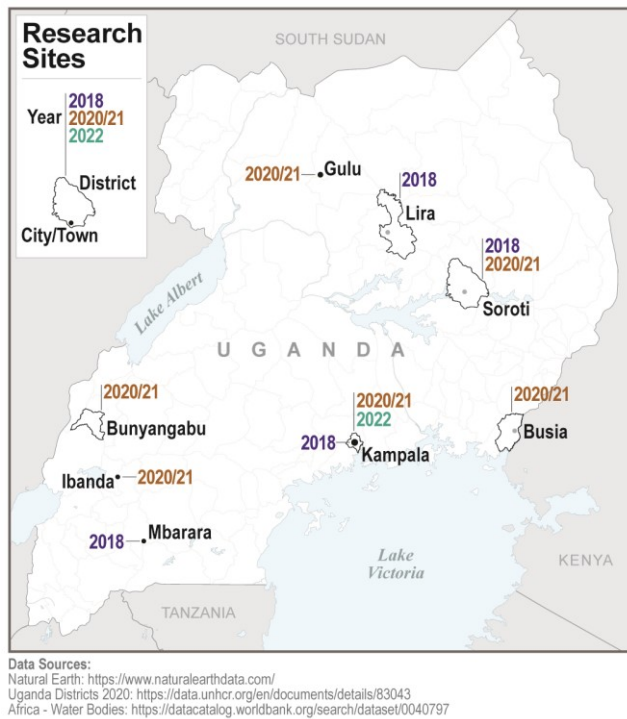 Research
Sites
Year
2018
2020/21
2022
District
City/Town
SOUTH SUDAN
2020/21
Gulu
2018
Lira
2018
2020/21
Soroti
Lake Albert
UGANDA
2020/21
Bunyangabu
2020/21
2022
2018
Kampala
2020/21
Busia
Ibanda
2020/21
2018
Mbarara
Lake
Victoria
KENYA
TANZANIA
Data Sources:
Natural Earth: https://www.naturalearthdata.com/
Uganda Districts 2020: https://data.unhcr.org/en/documents/details/83043
Africa - Water Bodies: https://datacatalog.worldbank.org/search/dataset/0040797